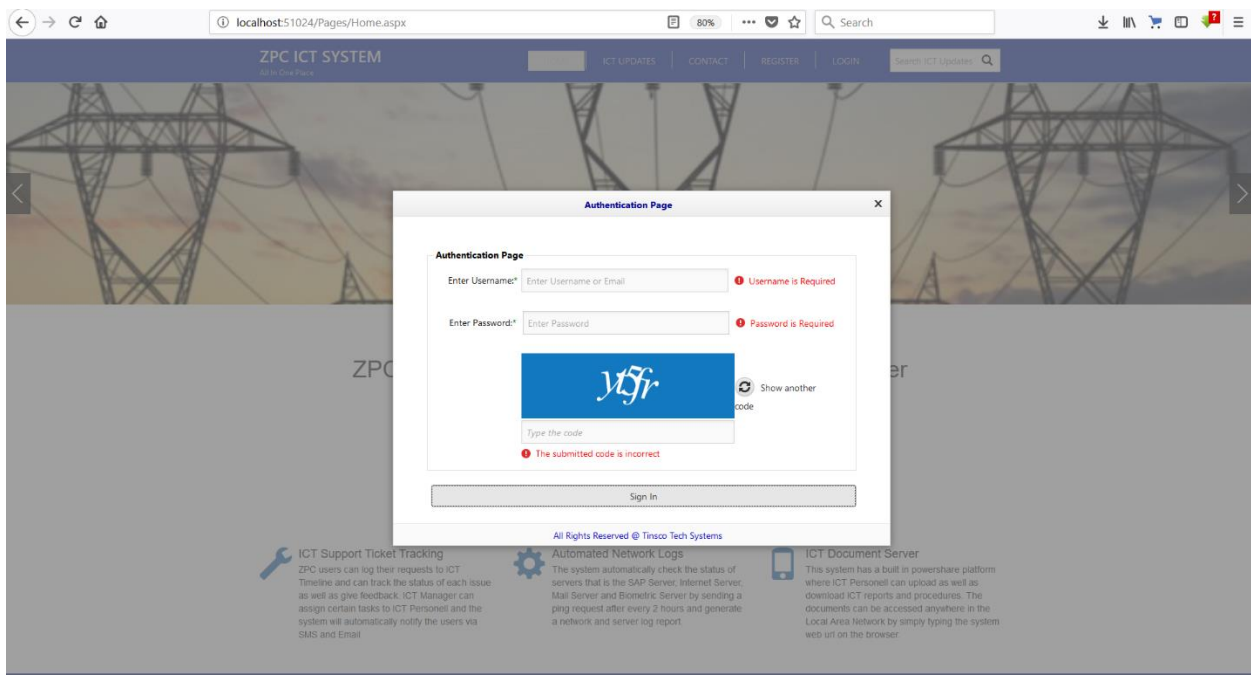 localhost:51024/Pages/Home.aspx
80%
Search
ZPC ICT SYSTEM
All In One Place
ICT UPDATES
CONTACT
REGISTER
LOGIN
Search ICT Updates
Authentication Page
x
Authentication Page
Enter Username:*
Enter Username or Email
Username is Required
Enter Password:*
Enter Password
Password is Required
yt5fr
Show another
code
Type the code
The submitted code is incorrect
Sign In
All Rights Reserved @ Tinsco Tech Systems
ZPC
er
ICT Support Ticket Tracking
ZPC users can log their requests to ICT
Timeline and can track the status of each issue
as well as give feedback. ICT Manager can
assign certain tasks to ICT Personell and the
system will automatically notify the users via
SMS and Email
Automated Network Logs
The system automatically check the status of
servers that is the SAP Server, Internet Server,
Mail Server and Biometric Server by sending a
ping request after every 2 hours and generate
a network and server log report
ICT Document Server
This system has a built in powershare platform
where ICT Personell can upload as well as
download ICT reports and procedures. The
documents can be accessed anywhere in the
Local Area Network by simply typing the system
web url on the browser